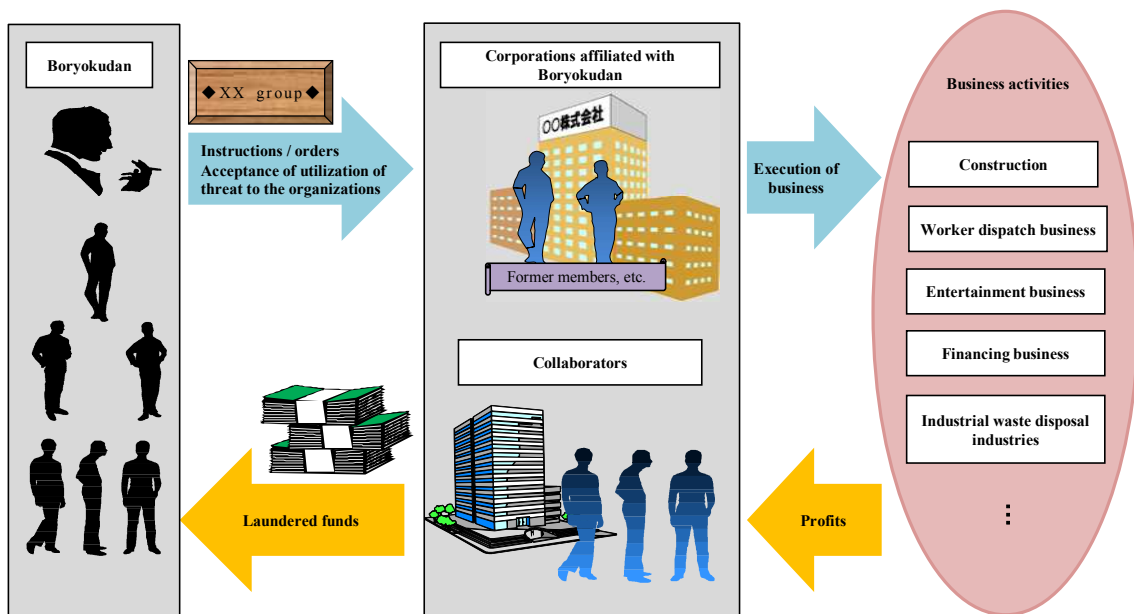 Boryokudan
◆XX group◆
Instructions / orders
Acceptance of utilization of
threat to the organizations
Corporations affiliated with
Boryokudan
〇〇株式会社
Former members, etc.
Collaborators
Laundered funds
Execution of
business
Profits
Business activities
Construction
Worker dispatch business
Entertainment business
Financing business
Industrial waste disposal
industries
⋮